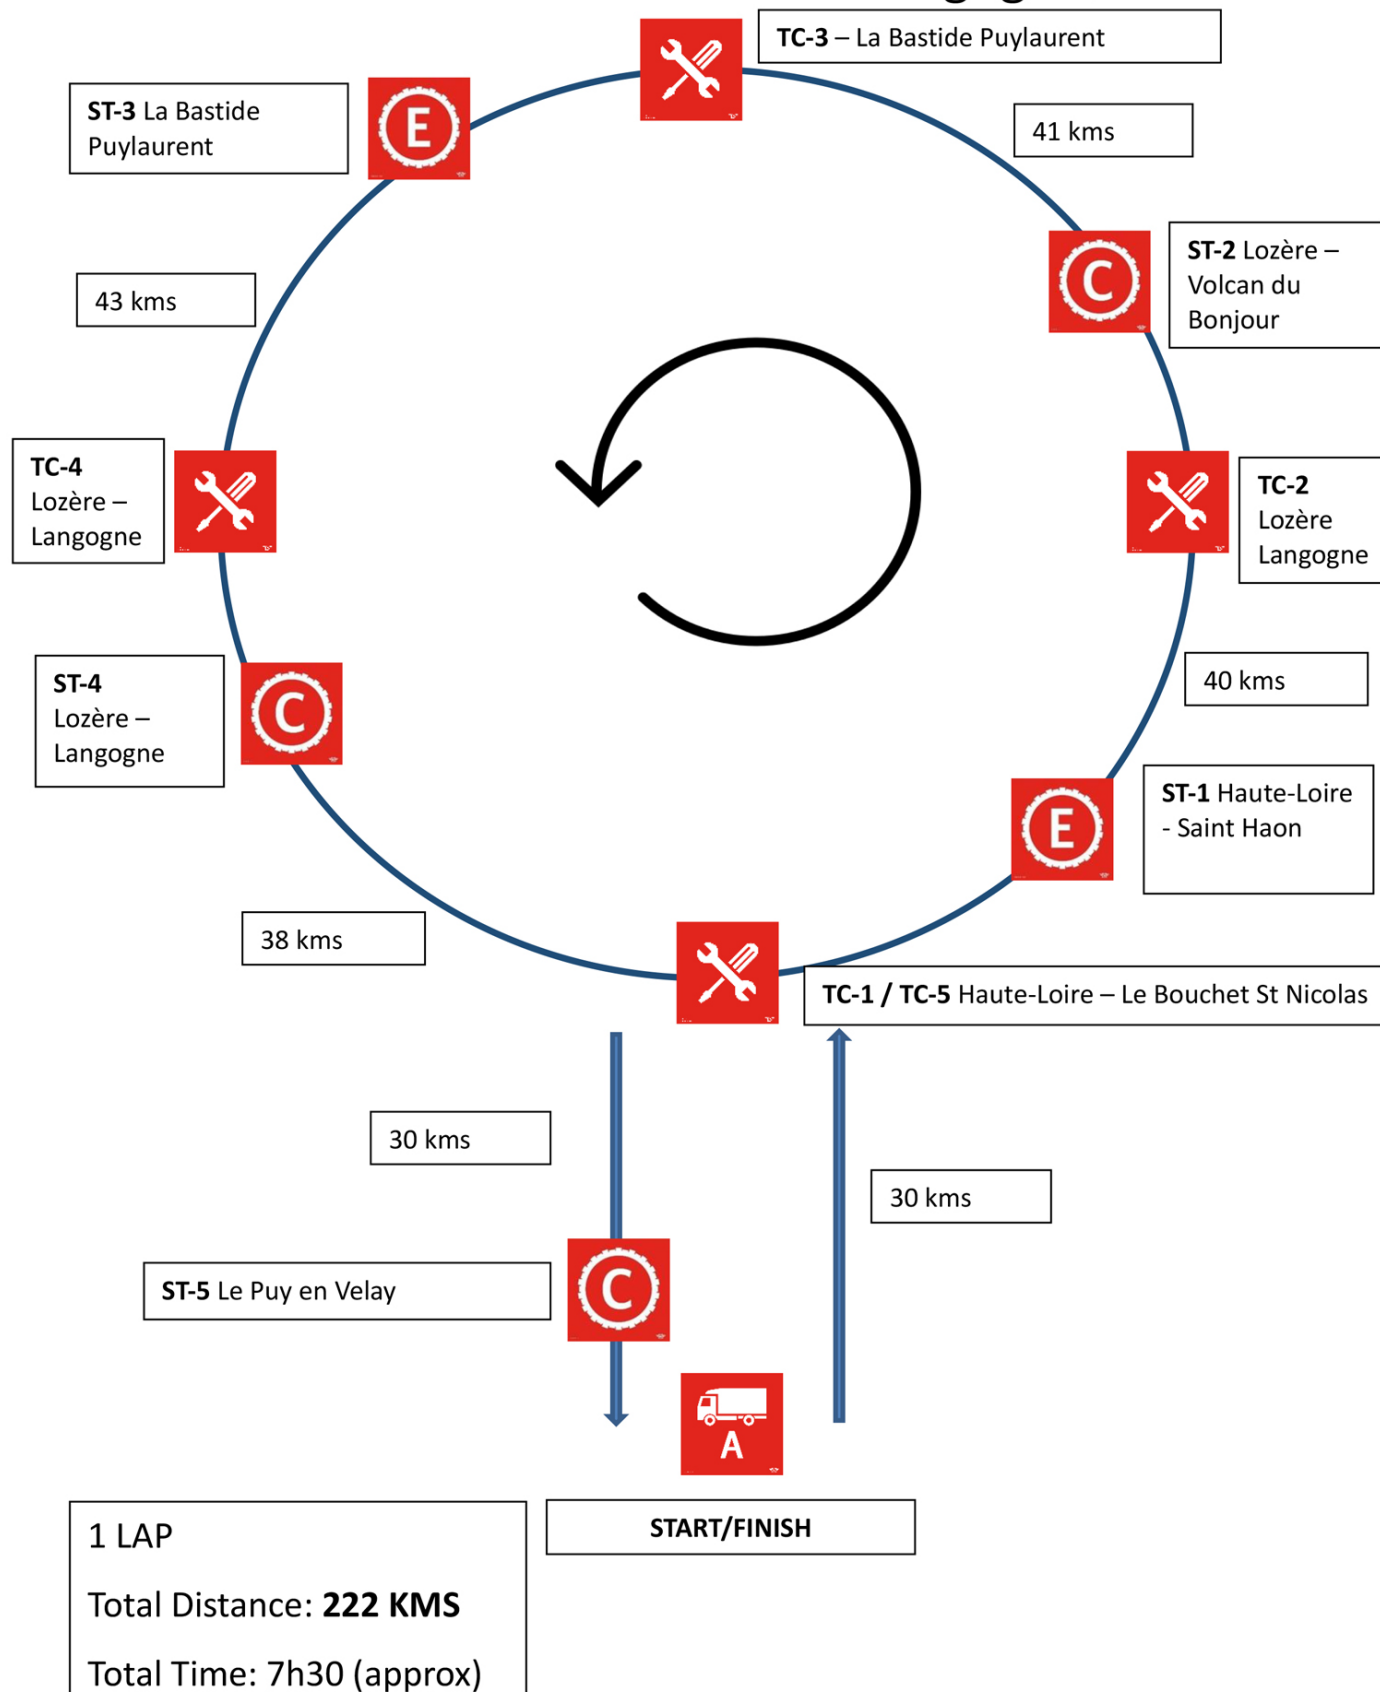 TC-3 – La Bastide Puylaurent
ST-3 La Bastide
Puylaurent
E
41 kms
C
ST-2 Lozère –
Volcan du
Bonjour
43 kms
TC-4
Lozère –
Langogne
TC-2
Lozère
Langogne
ST-4
Lozère –
Langogne
C
40 kms
E
ST-1 Haute-Loire
- Saint Haon
38 kms
TC-1 / TC-5 Haute-Loire – Le Bouchet St Nicolas
30 kms
30 kms
ST-5 Le Puy en Velay
C
A
START/FINISH
1 LAP
Total Distance: 222 KMS
Total Time: 7h30 (approx)